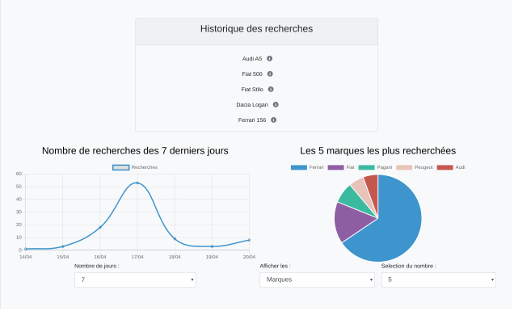 Historique des recherches
Audi A5
Fiat 500
Fiat Stilo
Dacia Logan
Ferrari 156
Nombre de recherches des 7 derniers jours
Recherches
60
50
40
30
20
10
0
14/04 15/04 16/04 17/04 18/04 19/04 20/04
Nombre de jours :
7
Les 5 marques les plus recherchées
Ferrari Fiat Pagani Peugeot Audi
Afficher les : Selection du nombre :
Marques 5